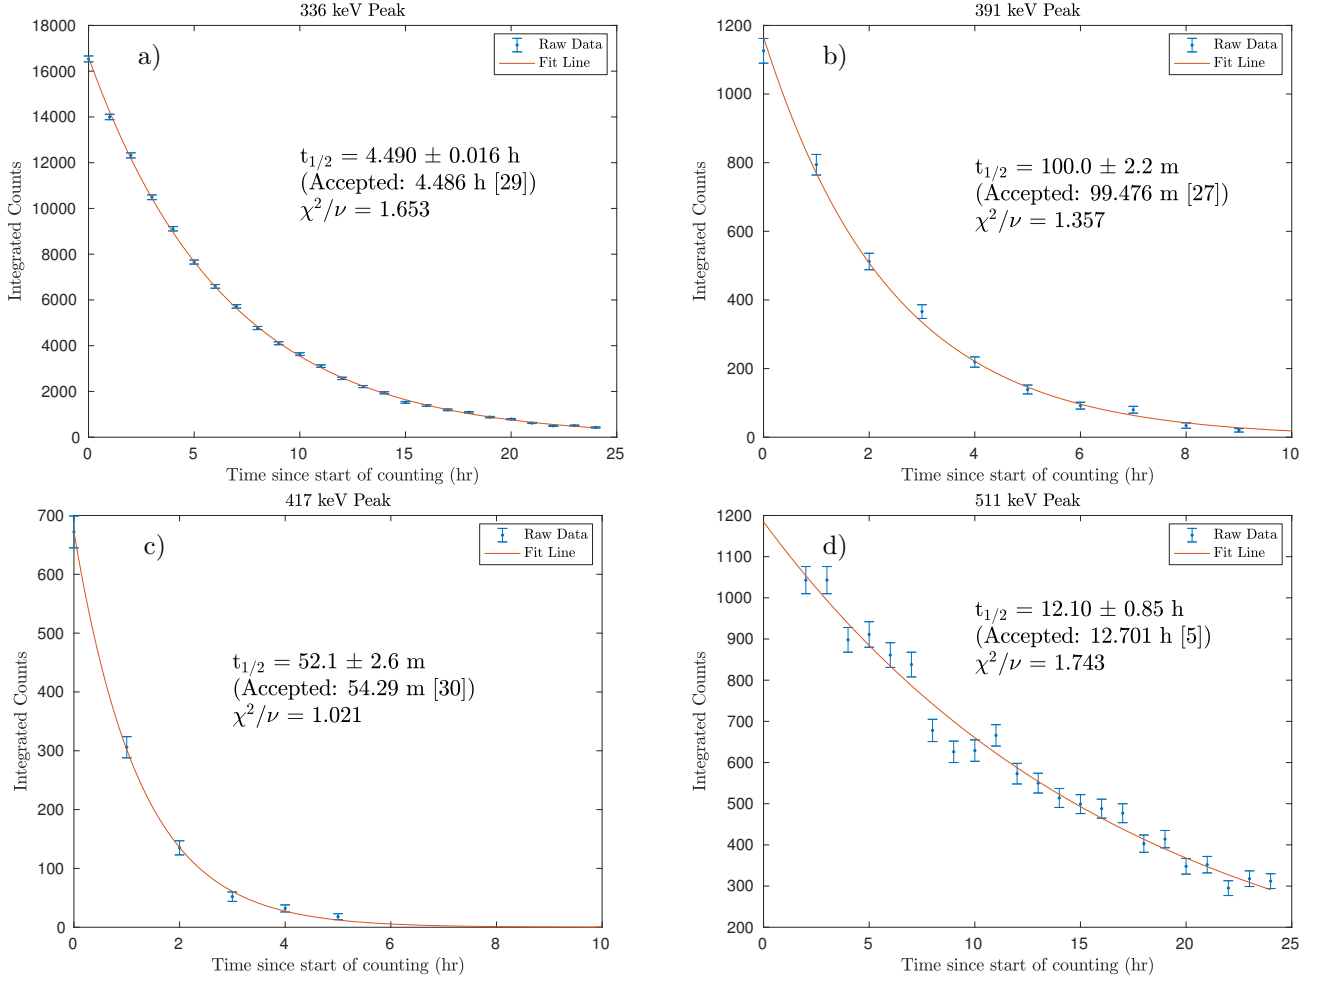 336 keV Peak
18000
16000
14000
12000
10000
8000
6000
4000
2000
0
0 5 10 15 20 25
Integrated Counts
Time since start of counting (hr)
a)
Raw Data
Fit Line
t1/2 = 4.490 ± 0.016 h
(Accepted: 4.486 h [29])
χ²/ν = 1.653
391 keV Peak
1200
1000
800
600
400
200
0
0 2 4 6 8 10
Integrated Counts
Time since start of counting (hr)
b)
Raw Data
Fit Line
t1/2 = 100.0 ± 2.2 m
(Accepted: 99.476 m [27])
χ²/ν = 1.357
417 keV Peak
700
600
500
400
300
200
100
0
0 2 4 6 8 10
Integrated Counts
Time since start of counting (hr)
c)
Raw Data
Fit Line
t1/2 = 52.1 ± 2.6 m
(Accepted: 54.29 m [30])
χ²/ν = 1.021
511 keV Peak
1200
1100
1000
900
800
700
600
500
400
300
200
0 5 10 15 20 25
Integrated Counts
Time since start of counting (hr)
d)
Raw Data
Fit Line
t1/2 = 12.10 ± 0.85 h
(Accepted: 12.701 h [5])
χ²/ν = 1.743